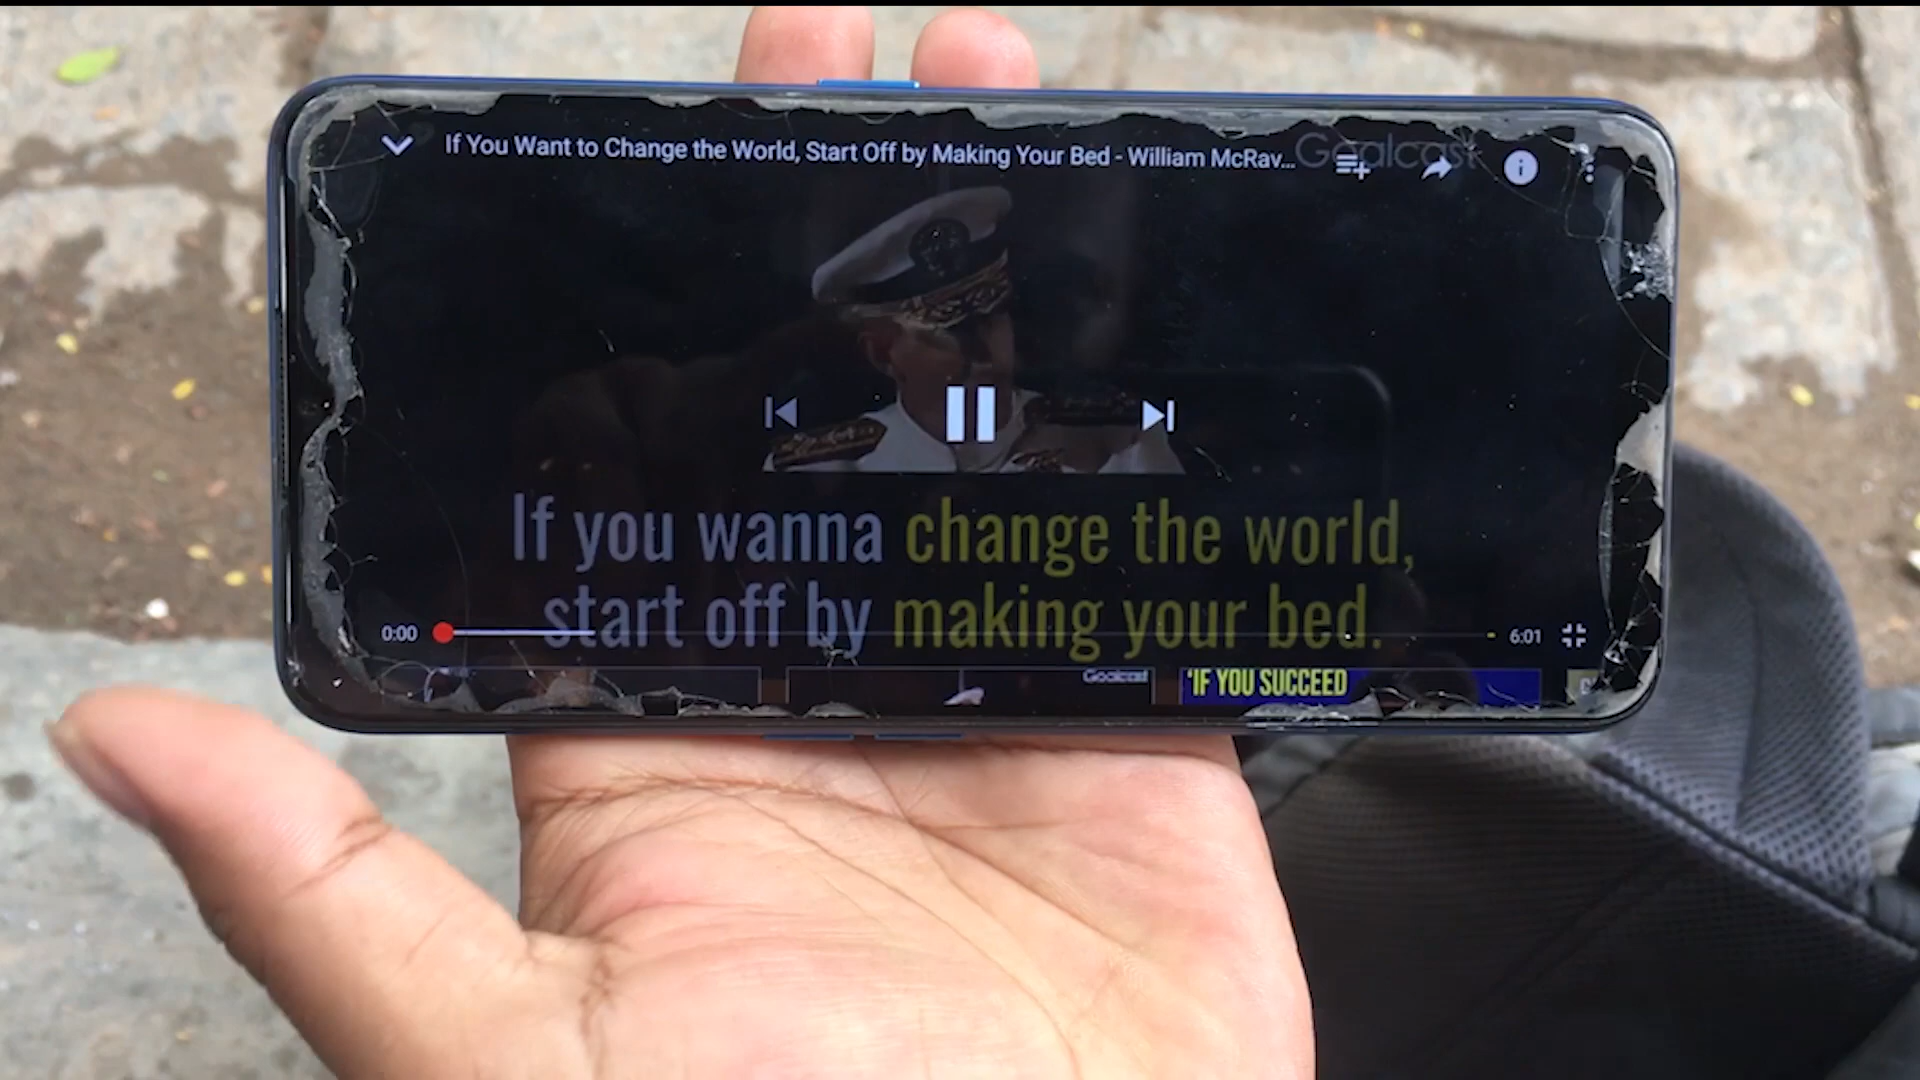 If You Want to Change the World, Start Off by Making Your Bed - William McRav...
Goalcast
If you wanna change the world,
start off by making your bed.
0:00
6:01
Goalcast
'IF YOU SUCCEED